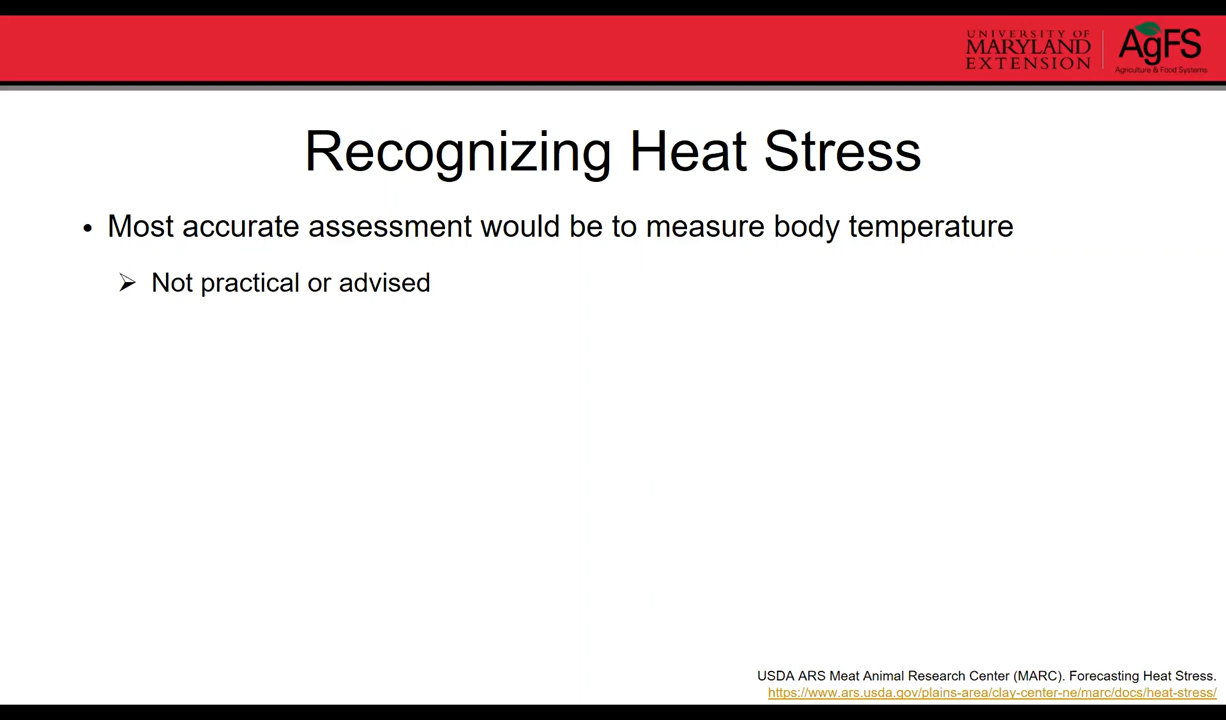 UNIVERSITY OF
MARYLAND
EXTENSION
AgFS
Agriculture & Food Systems
Recognizing Heat Stress
• Most accurate assessment would be to measure body temperature
➢ Not practical or advised
USDA ARS Meat Animal Research Center (MARC). Forecasting Heat Stress.
https://www.ars.usda.gov/plains-area/clay-center-ne/marc/docs/heat-stress/